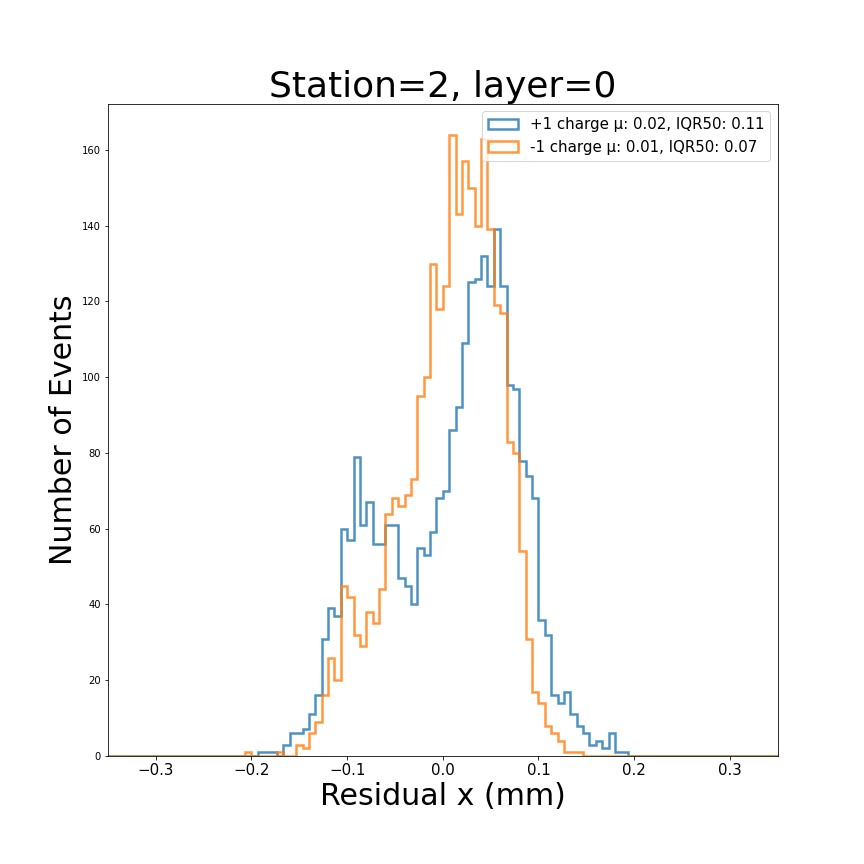 Station=2, layer=0
+1 charge μ: 0.02, IQR50: 0.11
-1 charge μ: 0.01, IQR50: 0.07
Number of Events
160
140
120
100
80
60
40
20
0
−0.3 −0.2 −0.1 0.0 0.1 0.2 0.3
Residual x (mm)